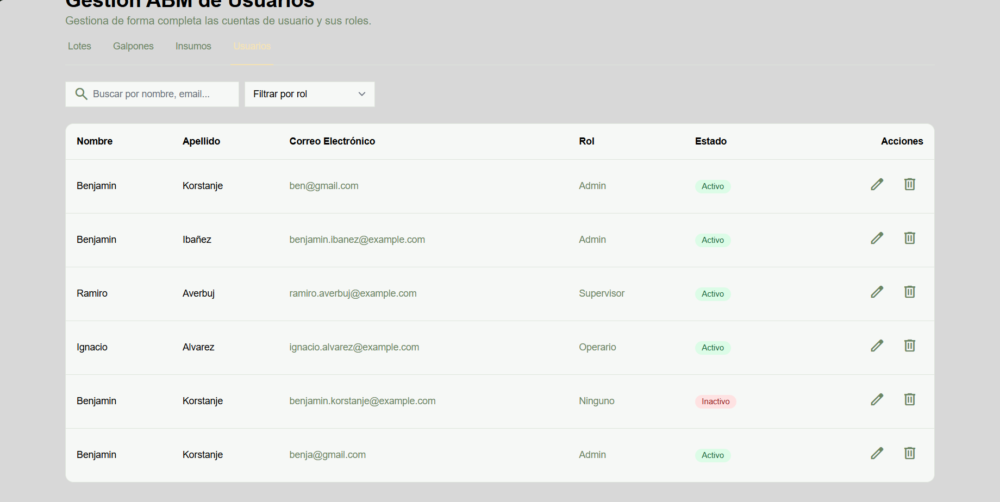 Gestión ABM de Usuarios
Gestiona de forma completa las cuentas de usuario y sus roles.
Lotes Galpones Insumos Usuarios
Buscar por nombre, email... Filtrar por rol
Nombre Apellido Correo Electrónico Rol Estado Acciones
Benjamin Korstanje ben@gmail.com Admin Activo
Benjamin Ibañez benjamin.ibanez@example.com Admin Activo
Ramiro Averbuj ramiro.averbuj@example.com Supervisor Activo
Ignacio Alvarez ignacio.alvarez@example.com Operario Activo
Benjamin Korstanje benjamin.korstanje@example.com Ninguno Inactivo
Benjamin Korstanje benja@gmail.com Admin Activo